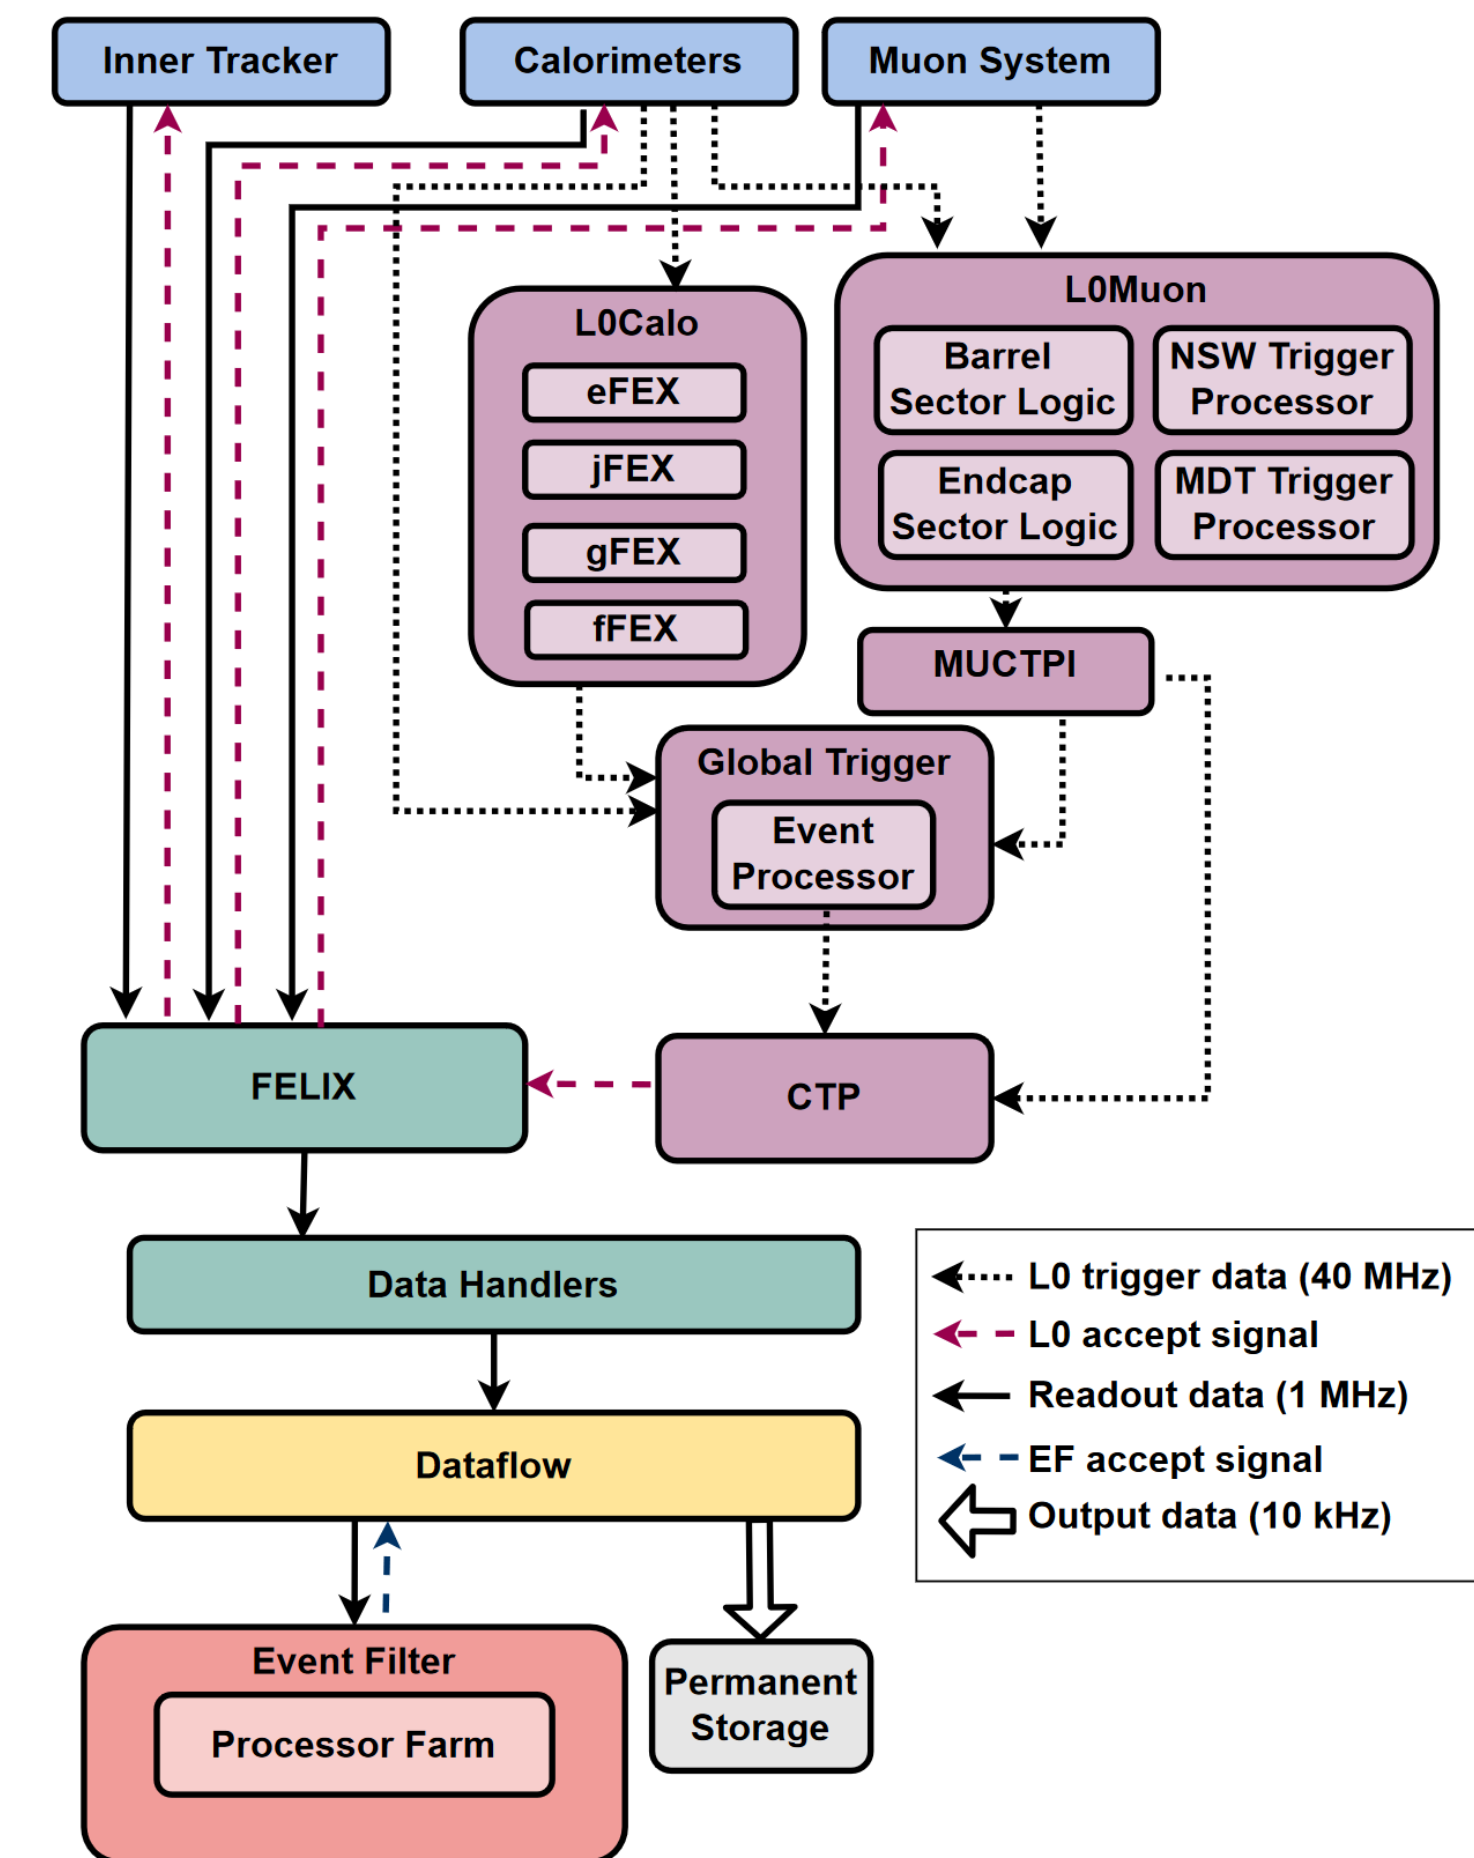 Inner Tracker
Calorimeters
Muon System
L0Calo
eFEX
jFEX
gFEX
fFEX
L0Muon
Barrel
Sector Logic
NSW Trigger
Processor
Endcap
Sector Logic
MDT Trigger
Processor
MUCTPI
Global Trigger
Event
Processor
FELIX
CTP
Data Handlers
Dataflow
Event Filter
Processor Farm
Permanent
Storage
L0 trigger data (40 MHz)
L0 accept signal
Readout data (1 MHz)
EF accept signal
Output data (10 kHz)